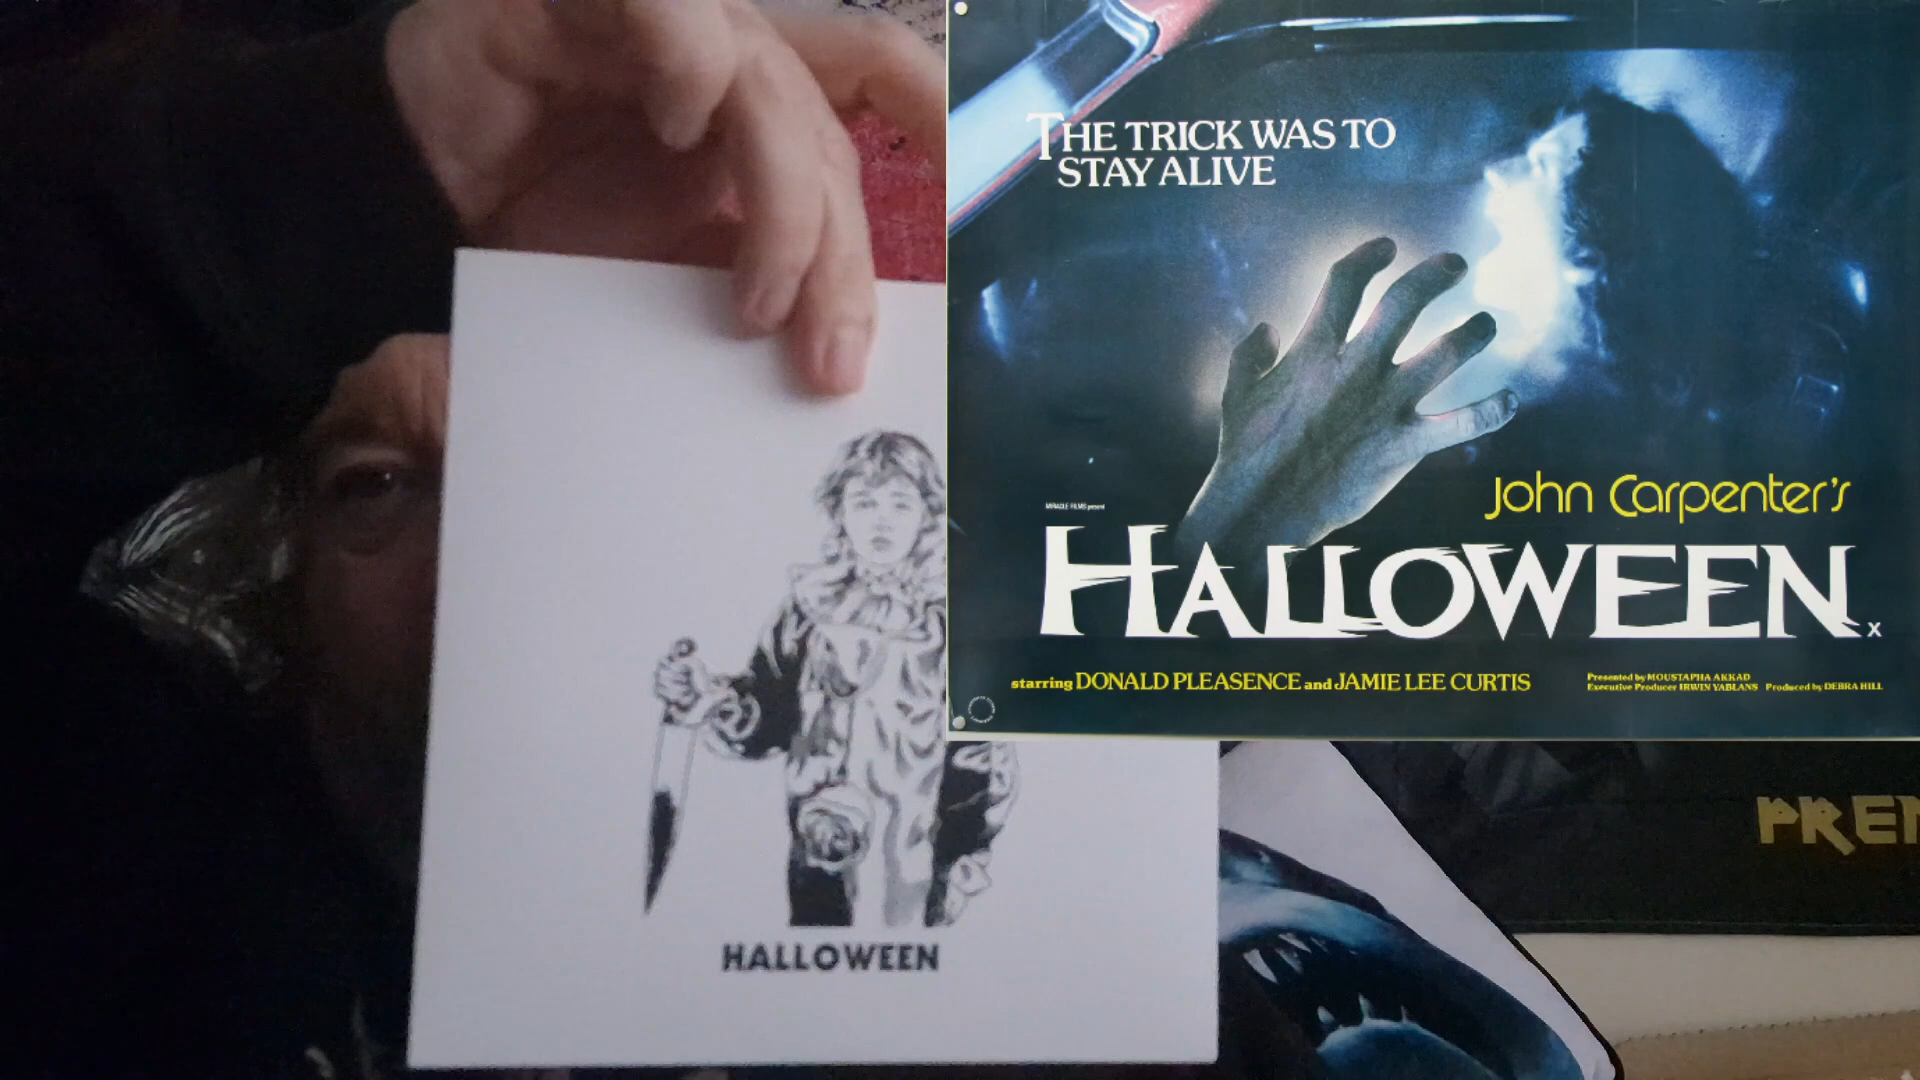 THE TRICK WAS TO
STAY ALIVE
MIRACLE FILMS present
John Carpenter's
HALLOWEEN X
starring DONALD PLEASENCE and JAMIE LEE CURTIS
Presented by MOUSTAPHA AKKAD
Executive Producer IRWIN YABLANS Produced by DEBRA HILL
HALLOWEEN
PREM